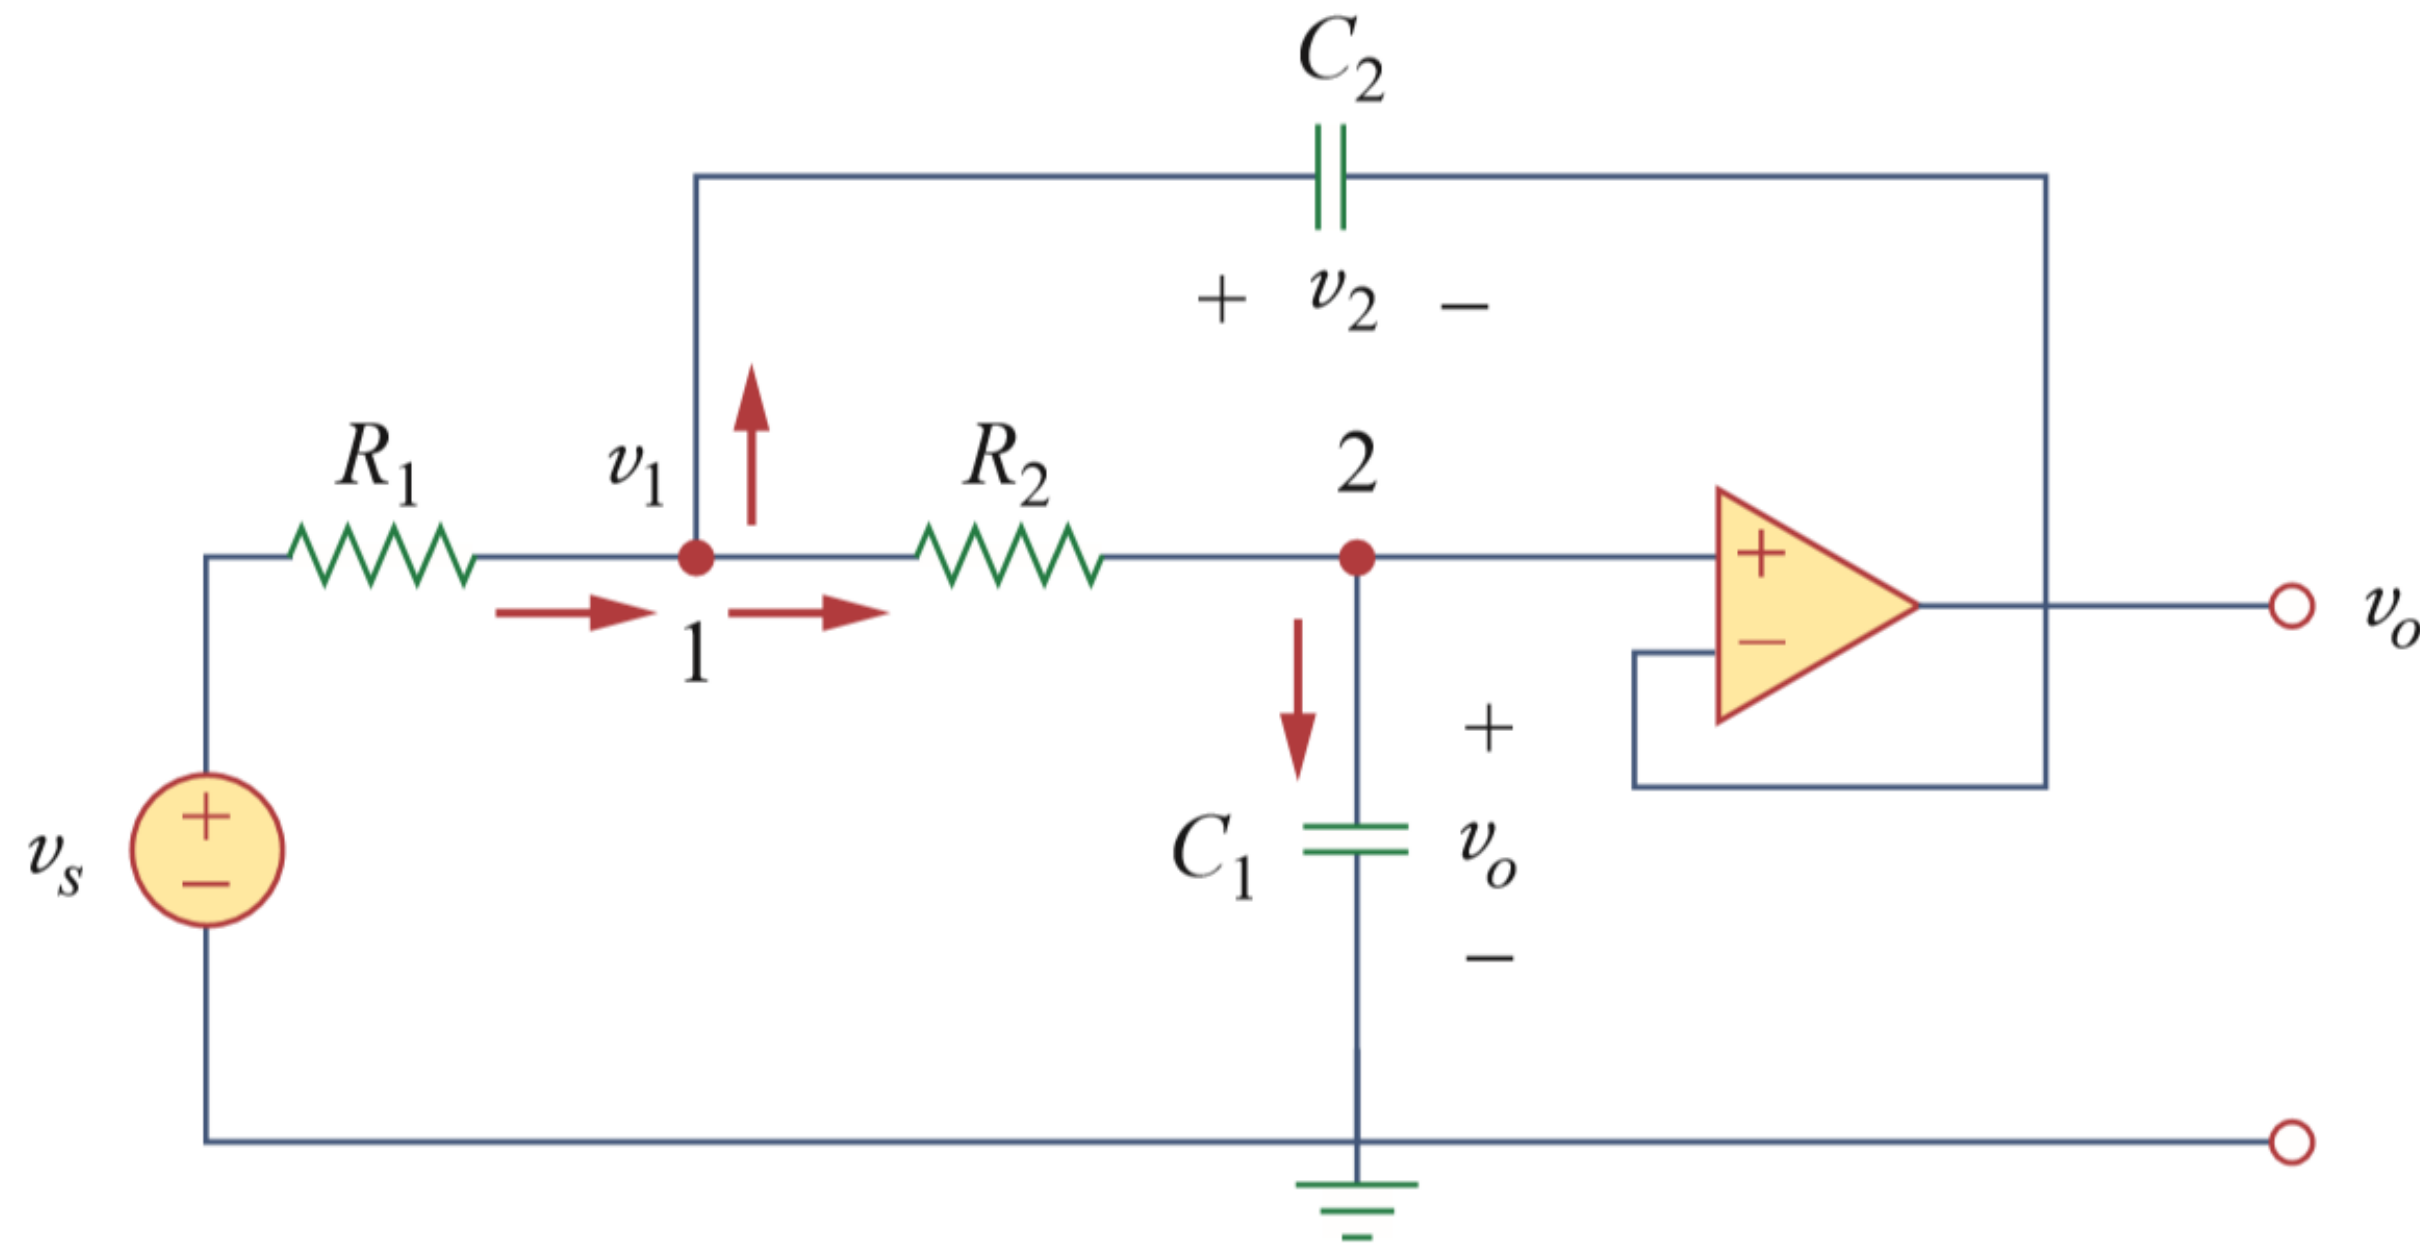 C₂
+ v₂ −
R₁
v₁
R₂
2
1
+
−
vₒ
vₛ
+
−
C₁
+
vₒ
−